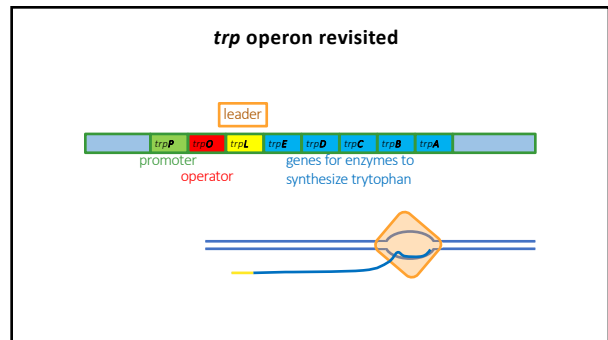 trp operon revisited
leader
trpP trpO trpL trpE trpD trpC trpB trpA
promoter
operator
genes for enzymes to
synthesize trytophan